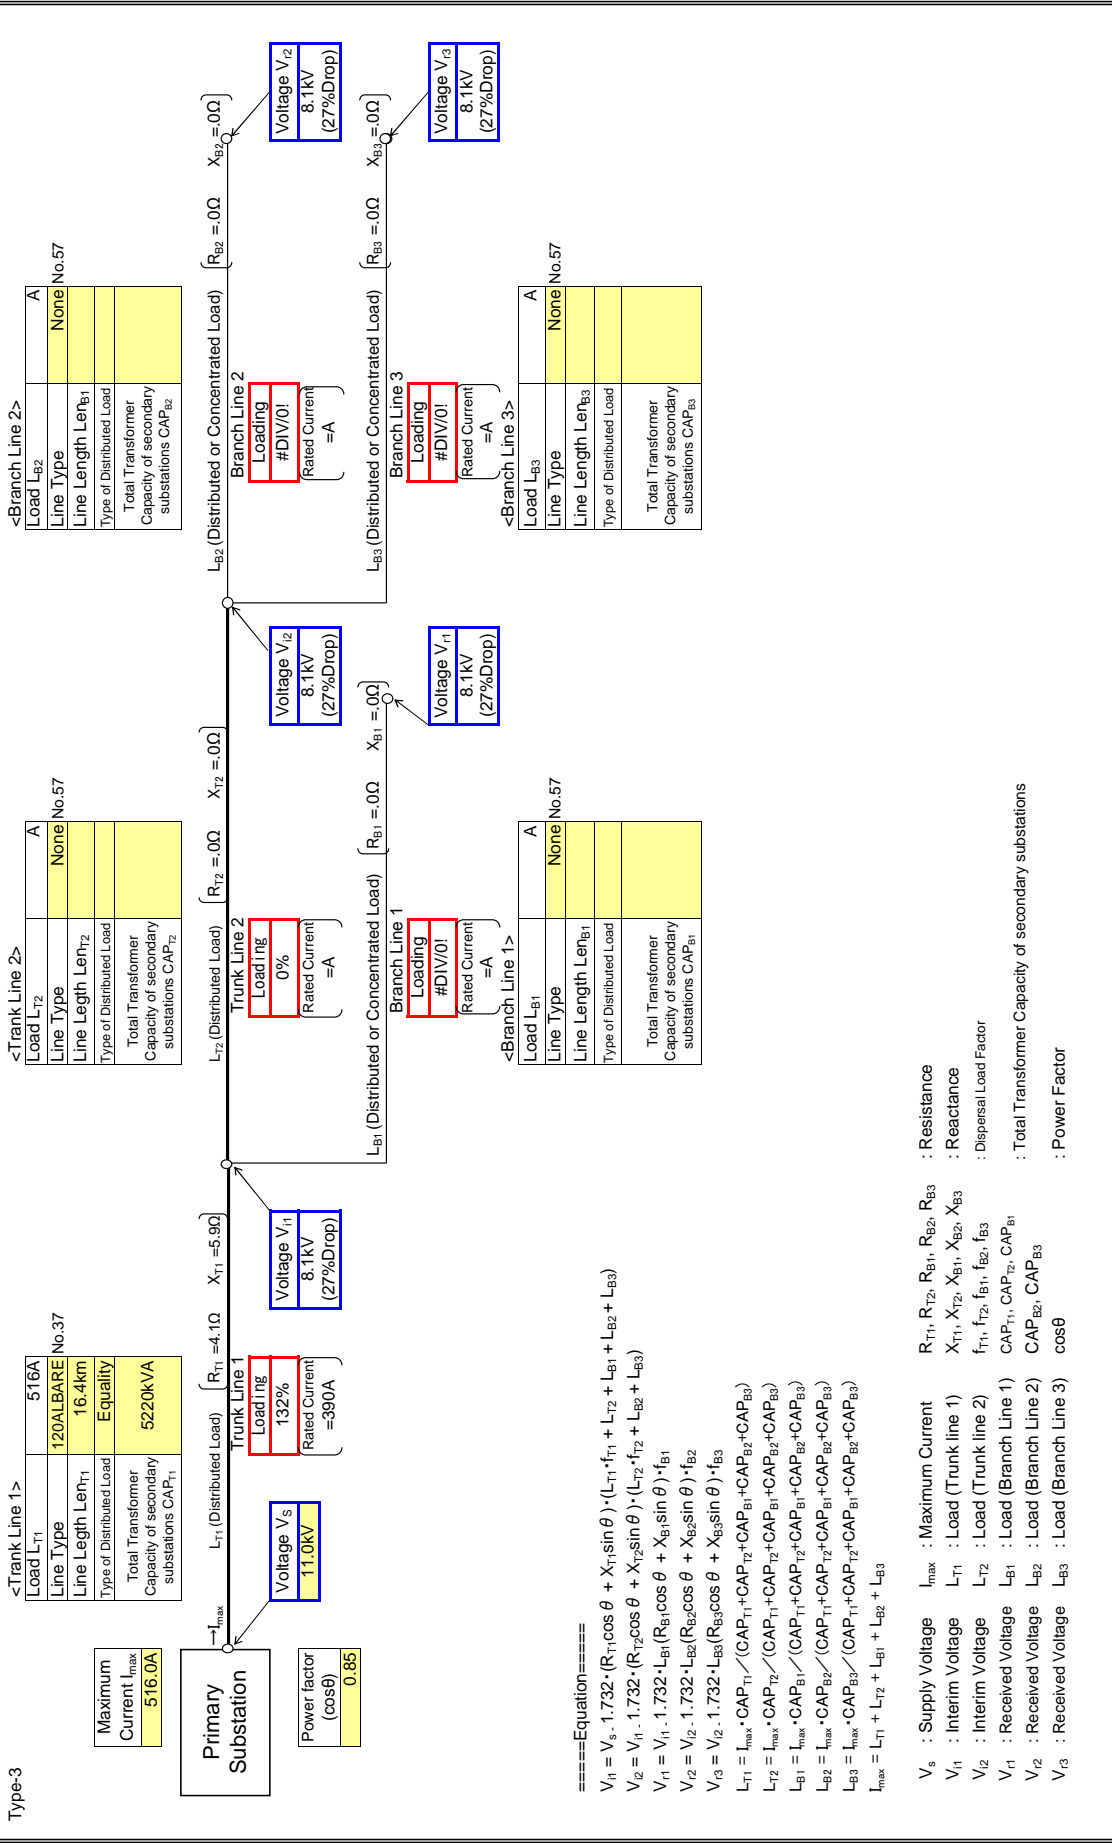 Type-3
Maximum
Current Imax
516.0A
Primary
Substation
Power factor
(cosθ)
0.85
→Imax
Voltage VS
11.0kV
<Trank Line 1>
Load LT1 516A
Line Type 120ALBARE No.37
Line Legth LenT1 16.4km
Type of Distributed Load Equality
Total Transformer
Capacity of secondary
substations CAPT1
5220kVA
LT1 (Distributed Load)
RT1 =4.1Ω XT1 =5.9Ω
Trunk Line 1
Loading
132%
Rated Current
=390A
Voltage Vi1
8.1kV
(27%Drop)
<Trank Line 2>
Load LT2 A
Line Type None No.57
Line Length LenT2
Type of Distributed Load
Total Transformer
Capacity of secondary
substations CAPT2
LT2 (Distributed Load)
RT2 =.0Ω XT2 =.0Ω
Trunk Line 2
Loading
0%
Rated Current
=A
Voltage Vi2
8.1kV
(27%Drop)
LB1 (Distributed or Concentrated Load)
RB1 =.0Ω XB1 =.0Ω
Branch Line 1
Loading
#DIV/0!
Rated Current
=A
Voltage Vr1
8.1kV
(27%Drop)
<Branch Line 1>
Load LB1 A
Line Type None No.57
Line Length LenB1
Type of Distributed Load
Total Transformer
Capacity of secondary
substations CAPB1
<Branch Line 2>
Load LB2 A
Line Type None No.57
Line Length LenB1
Type of Distributed Load
Total Transformer
Capacity of secondary
substations CAPB2
LB2 (Distributed or Concentrated Load)
RB2 =.0Ω XB2 =.0Ω
Branch Line 2
Loading
#DIV/0!
Rated Current
=A
Voltage Vr2
8.1kV
(27%Drop)
LB3 (Distributed or Concentrated Load)
RB3 =.0Ω XB3 =.0Ω
Branch Line 3
Loading
#DIV/0!
Rated Current
=A
Voltage Vr3
8.1kV
(27%Drop)
<Branch Line 3>
Load LB3 A
Line Type None No.57
Line Length LenB3
Type of Distributed Load
Total Transformer
Capacity of secondary
substations CAPB3
=====Equation=====
Vi1 = Vs - 1.732・(RT1cos θ + XT1sin θ)・(LT1・fT1 + LT2 + LB1 + LB2 + LB3)
Vi2 = Vi1 - 1.732・(RT2cos θ + XT2sin θ)・(LT2・fT2 + LB2 + LB3)
Vr1 = Vi1 - 1.732・LB1(RB1cos θ + XB1sin θ)・fB1
Vr2 = Vi2 - 1.732・LB2(RB2cos θ + XB2sin θ)・fB2
Vr3 = Vi2 - 1.732・LB3(RB3cos θ + XB3sin θ)・fB3
LT1 = Imax・CAPT1／(CAPT1+CAPT2+CAPB1+CAPB2+CAPB3)
LT2 = Imax・CAPT2／(CAPT1+CAPT2+CAPB1+CAPB2+CAPB3)
LB1 = Imax・CAPB1／(CAPT1+CAPT2+CAPB1+CAPB2+CAPB3)
LB2 = Imax・CAPB2／(CAPT1+CAPT2+CAPB1+CAPB2+CAPB3)
LB3 = Imax・CAPB3／(CAPT1+CAPT2+CAPB1+CAPB2+CAPB3)
Imax = LT1 + LT2 + LB1 + LB2 + LB3
Vs : Supply Voltage Imax : Maximum Current RT1, RT2, RB1, RB2, RB3 : Resistance
Vi1 : Interim Voltage LT1 : Load (Trunk line 1) XT1, XT2, XB1, XB2, XB3 : Reactance
Vi2 : Interim Voltage LT2 : Load (Trunk line 2) fT1, fT2, fB1, fB2, fB3 : Dispersal Load Factor
Vr1 : Received Voltage LB1 : Load (Branch Line 1) CAPT1, CAPT2, CAPB1 : Total Transformer Capacity of secondary substations
Vr2 : Received Voltage LB2 : Load (Branch Line 2) CAPB2, CAPB3
Vr3 : Received Voltage LB3 : Load (Branch Line 3) cosθ : Power Factor